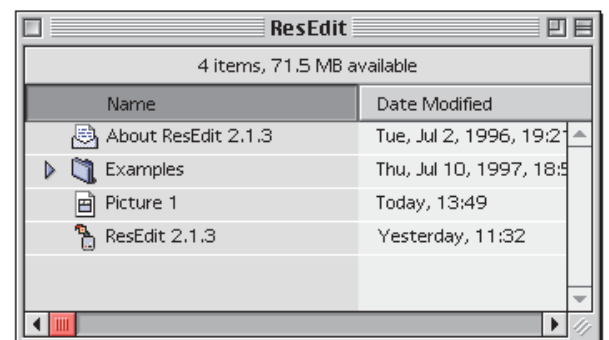 ResEdit
4 items, 71.5 MB available
Name Date Modified
About ResEdit 2.1.3 Tue, Jul 2, 1996, 19:2
Examples Thu, Jul 10, 1997, 18:5
Picture 1 Today, 13:49
ResEdit 2.1.3 Yesterday, 11:32